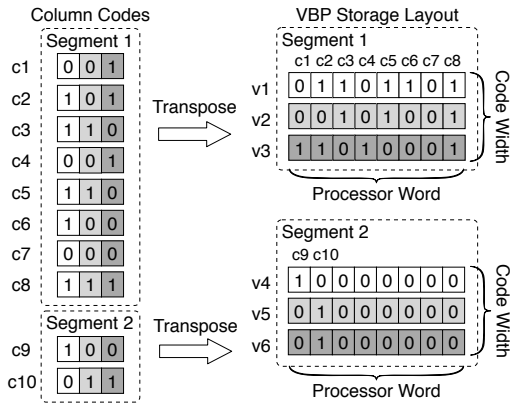 Column Codes
Segment 1
c1 0 0 1
c2 1 0 1
c3 1 1 0
c4 0 0 1
c5 1 1 0
c6 1 0 0
c7 0 0 0
c8 1 1 1
Segment 2
c9 1 0 0
c10 0 1 1
Transpose
Transpose
VBP Storage Layout
Segment 1
c1 c2 c3 c4 c5 c6 c7 c8
v1 0 1 1 0 1 1 0 1
v2 0 0 1 0 1 0 0 1
v3 1 1 0 1 0 0 0 1
Code Width
Processor Word
Segment 2
c9 c10
v4 1 0 0 0 0 0 0 0
v5 0 1 0 0 0 0 0 0
v6 0 1 0 0 0 0 0 0
Code Width
Processor Word